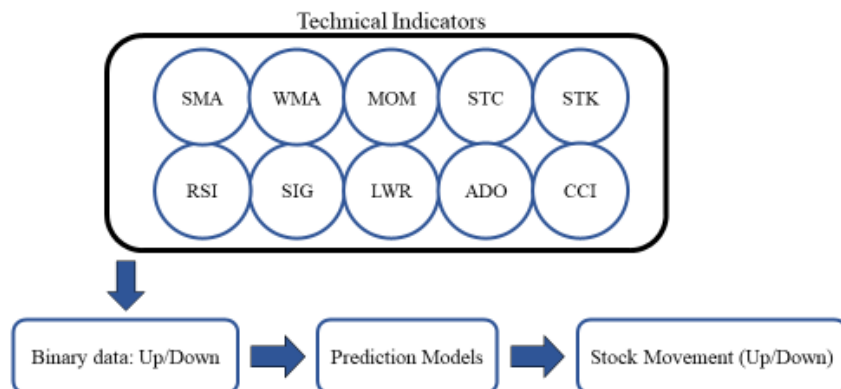 Technical Indicators
SMA WMA MOM STC STK
RSI SIG LWR ADO CCI
Binary data: Up/Down Prediction Models Stock Movement (Up/Down)